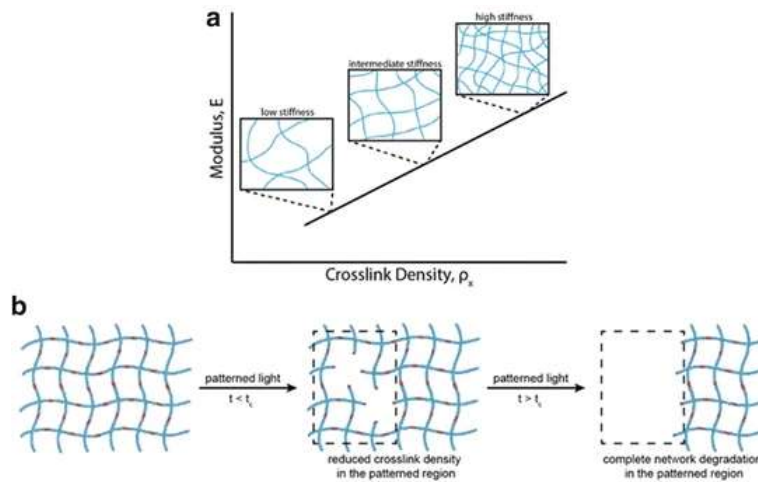 a
high stiffness
intermediate stiffness
low stiffness
Modulus, E
Crosslink Density, ρx
b
patterned light
t < tc
patterned light
t > tc
reduced crosslink density
in the patterned region
complete network degradation
in the patterned region